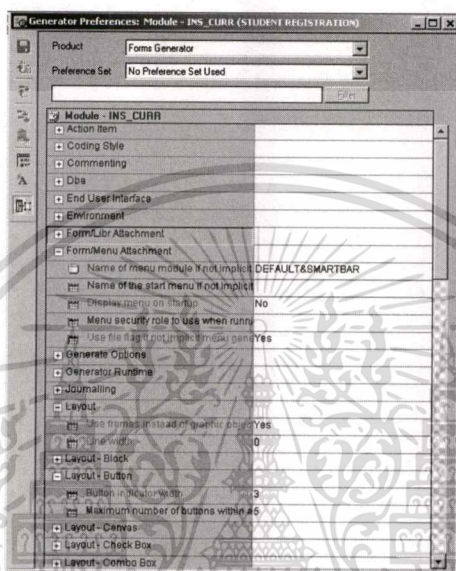 Generator Preferences: Module - INS_CURR (STUDENT REGISTRATION)
Product Forms Generator
Preference Set No Preference Set Used
Filter
Module - INS_CURR
Action Item
Coding Style
Commenting
Dba
End User Interface
Environment
Form/Libr Attachment
Form/Menu Attachment
Name of menu module if not implicit DEFAULT&SMARTBAR
Name of the start menu if not implicit
Display menu on startup No
Menu security role to use when runni
Use file flag if not implicit menu gene Yes
Generate Options
Generator Runtime
Journalling
Layout
Use frames instead of graphic objec Yes
Line width 0
Layout - Block
Layout - Button
Button indicator width 3
Maximum number of buttons within a 5
Layout - Canvas
Layout - Check Box
Layout - Combo Box